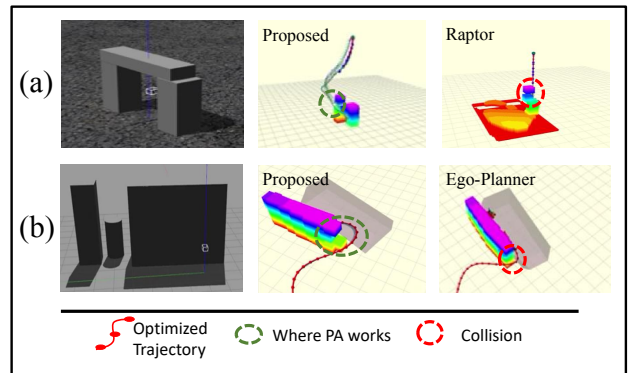 (a)
Proposed
Raptor
(b)
Proposed
Ego-Planner
Optimized
Trajectory
Where PA works
Collision